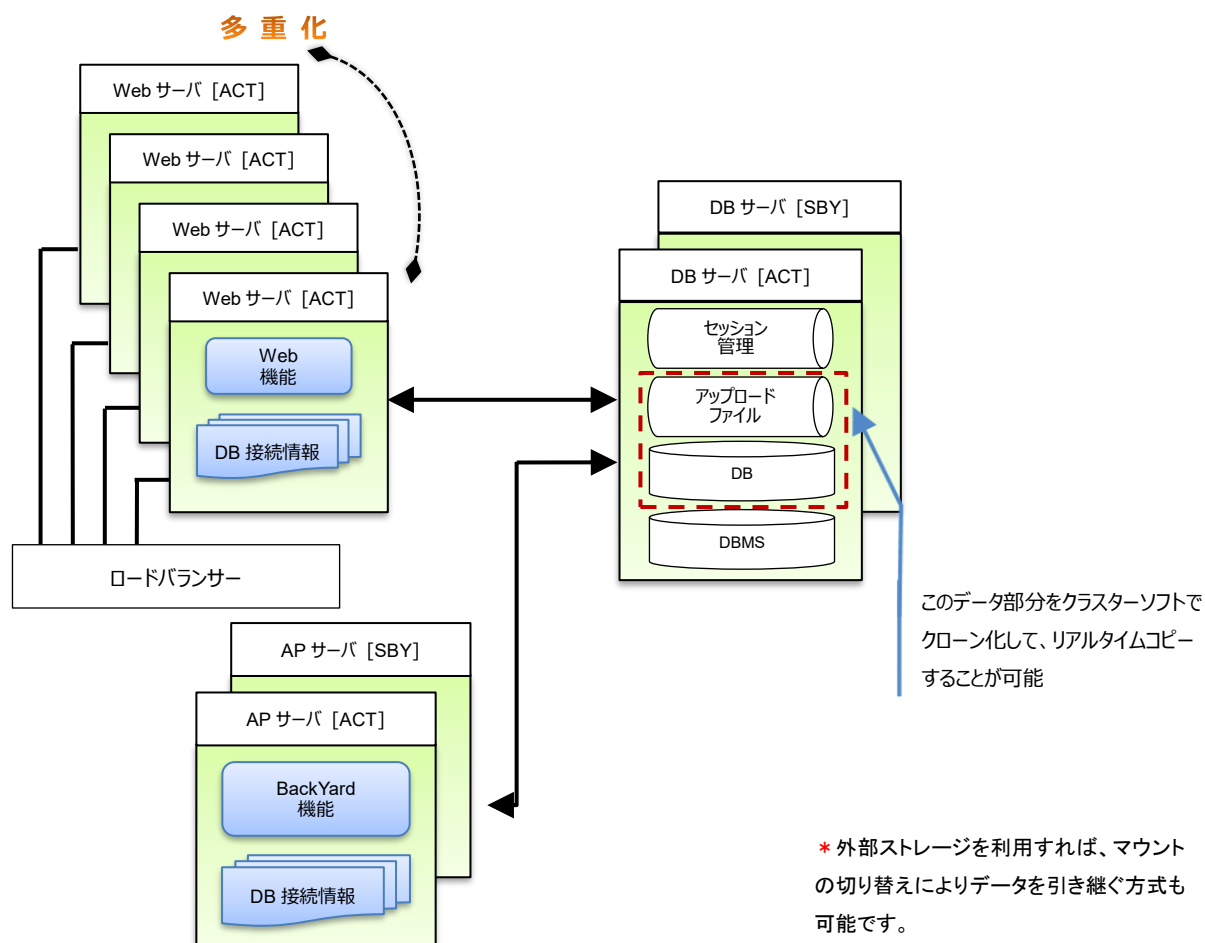 多 重 化
Web サーバ [ACT]
Web サーバ [ACT]
Web サーバ [ACT]
Web サーバ [ACT]
Web
機能
DB 接続情報
ロードバランサー
DB サーバ [SBY]
DB サーバ [ACT]
セッション
管理
アップロード
ファイル
DB
DBMS
このデータ部分をクラスターソフトで
クローン化して、リアルタイムコピー
することが可能
AP サーバ [SBY]
AP サーバ [ACT]
BackYard
機能
DB 接続情報
* 外部ストレージを利用すれば、マウント
の切り替えによりデータを引き継ぐ方式も
可能です。